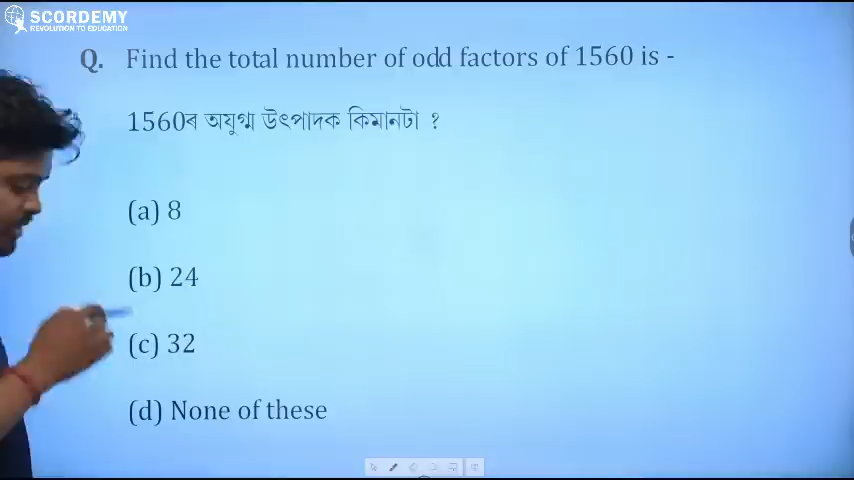 SCORDEMY
REVOLUTION TO EDUCATION
Q. Find the total number of odd factors of 1560 is -
1560ৰ অযুগ্ম উৎপাদক কিমানটা ?
(a) 8
(b) 24
(c) 32
(d) None of these